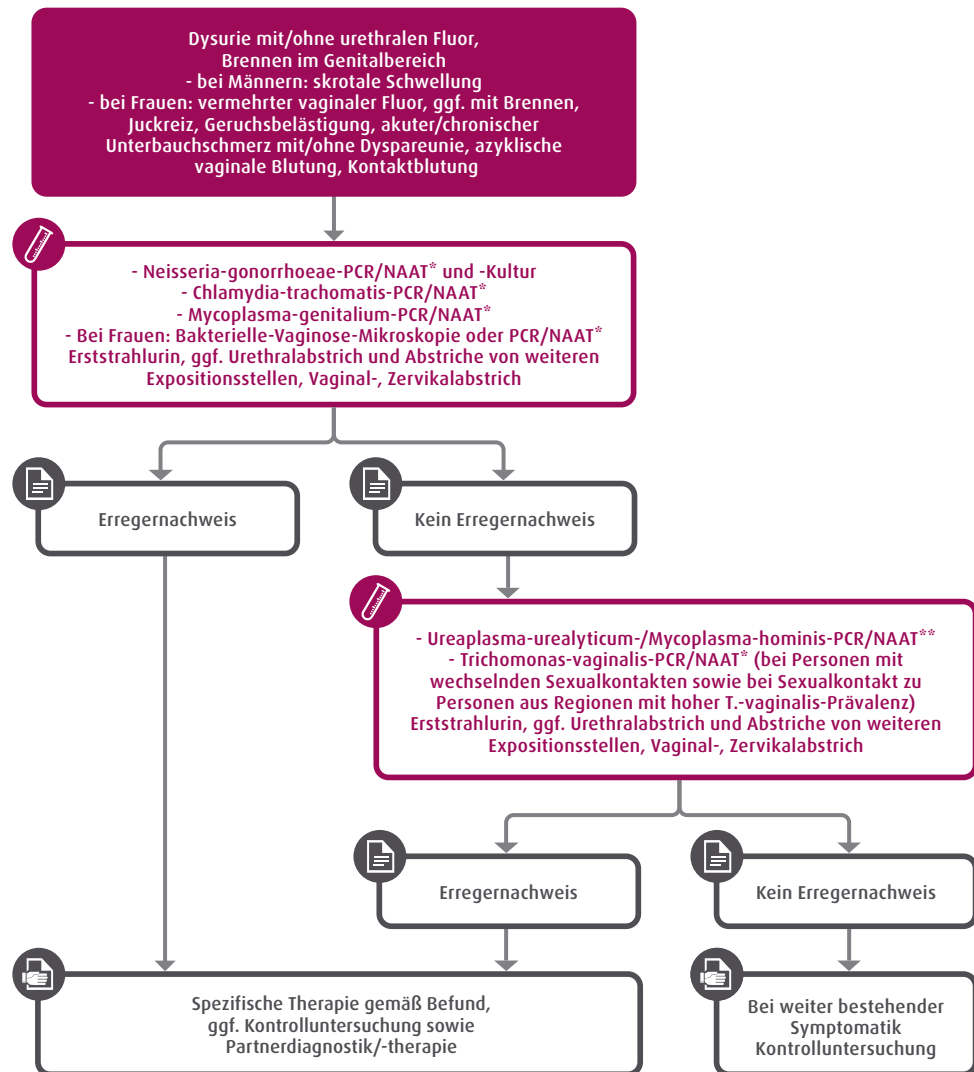 Dysurie mit/ohne urethralen Fluor,
Brennen im Genitalbereich
- bei Männern: skrotale Schwellung
- bei Frauen: vermehrter vaginaler Fluor, ggf. mit Brennen,
Juckreiz, Geruchsbelästigung, akuter/chronischer
Unterbauchschmerz mit/ohne Dyspareunie, azyklische
vaginale Blutung, Kontaktblutung
- Neisseria-gonorrhoeae-PCR/NAAT* und -Kultur
- Chlamydia-trachomatis-PCR/NAAT*
- Mycoplasma-genitalium-PCR/NAAT*
- Bei Frauen: Bakterielle-Vaginose-Mikroskopie oder PCR/NAAT*
Erststrahlurin, ggf. Urethralabstrich und Abstriche von weiteren
Expositionsstellen, Vaginal-, Zervikalabstrich
Erregernachweis
Kein Erregernachweis
- Ureaplasma-urealyticum-/Mycoplasma-hominis-PCR/NAAT**
- Trichomonas-vaginalis-PCR/NAAT* (bei Personen mit
wechselnden Sexualkontakten sowie bei Sexualkontakt zu
Personen aus Regionen mit hoher T.-vaginalis-Prävalenz)
Erststrahlurin, ggf. Urethralabstrich und Abstriche von weiteren
Expositionsstellen, Vaginal-, Zervikalabstrich
Erregernachweis
Kein Erregernachweis
Spezifische Therapie gemäß Befund,
ggf. Kontrolluntersuchung sowie
Partnerdiagnostik/-therapie
Bei weiter bestehender
Symptomatik
Kontrolluntersuchung